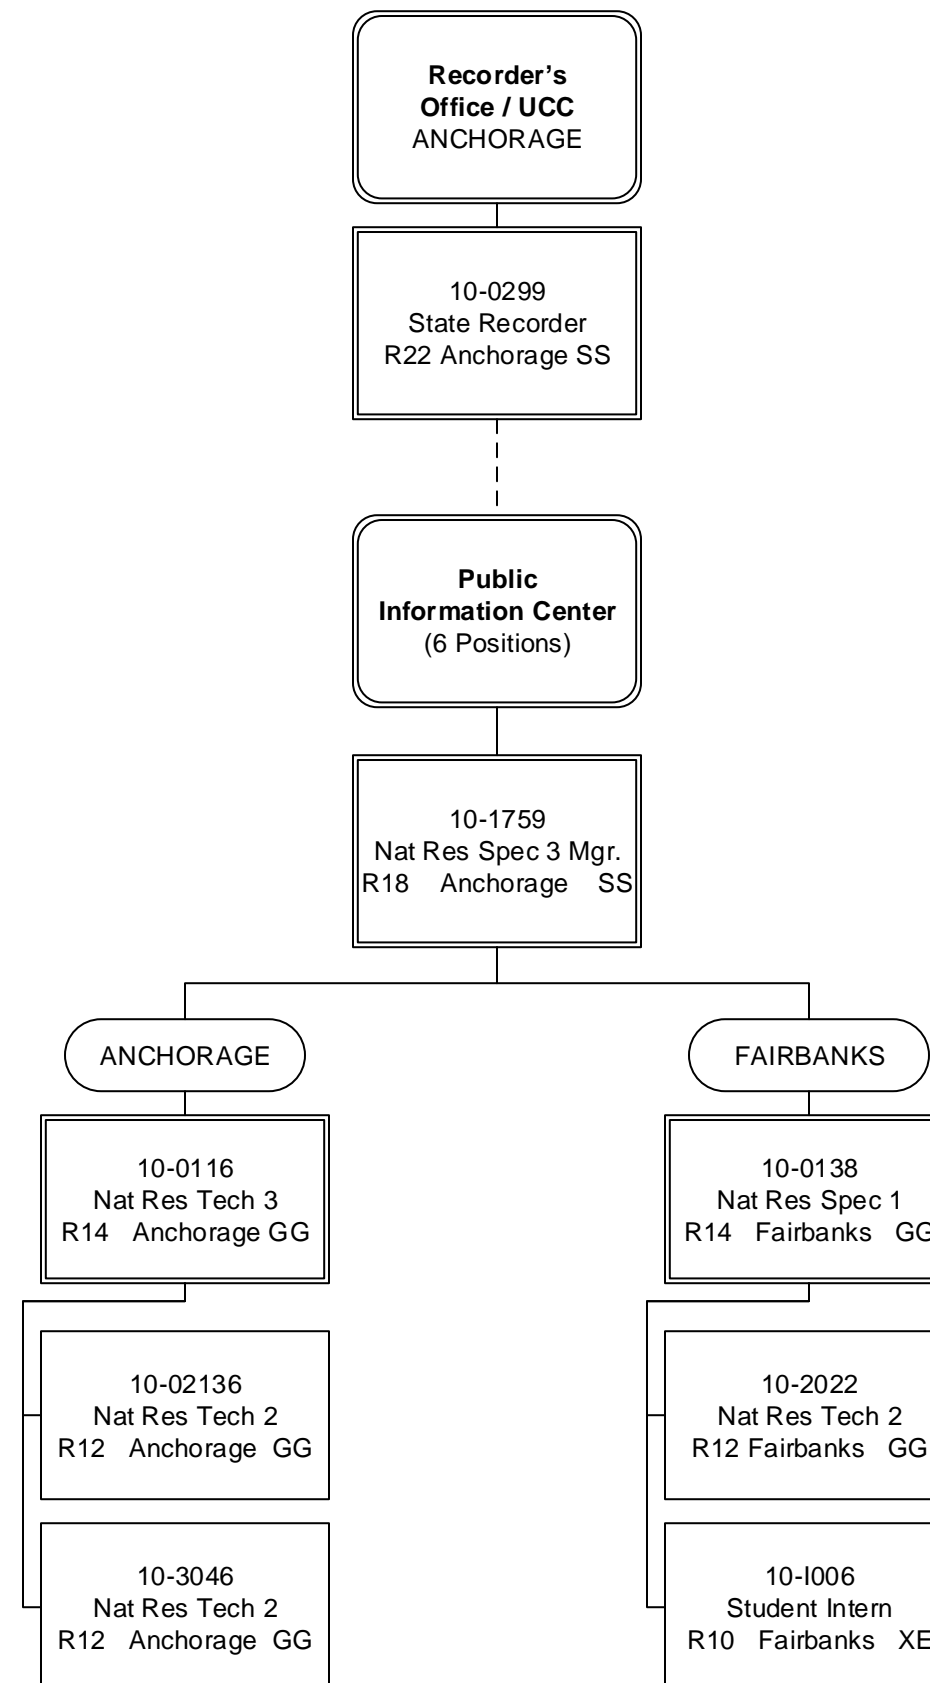 Recorder's
Office / UCC
ANCHORAGE
10-0299
State Recorder
R22 Anchorage SS
Public
Information Center
(6 Positions)
10-1759
Nat Res Spec 3 Mgr.
R18 Anchorage SS
ANCHORAGE
10-0116
Nat Res Tech 3
R14 Anchorage GG
10-02136
Nat Res Tech 2
R12 Anchorage GG
10-3046
Nat Res Tech 2
R12 Anchorage GG
FAIRBANKS
10-0138
Nat Res Spec 1
R14 Fairbanks GG
10-2022
Nat Res Tech 2
R12 Fairbanks GG
10-I006
Student Intern
R10 Fairbanks XE